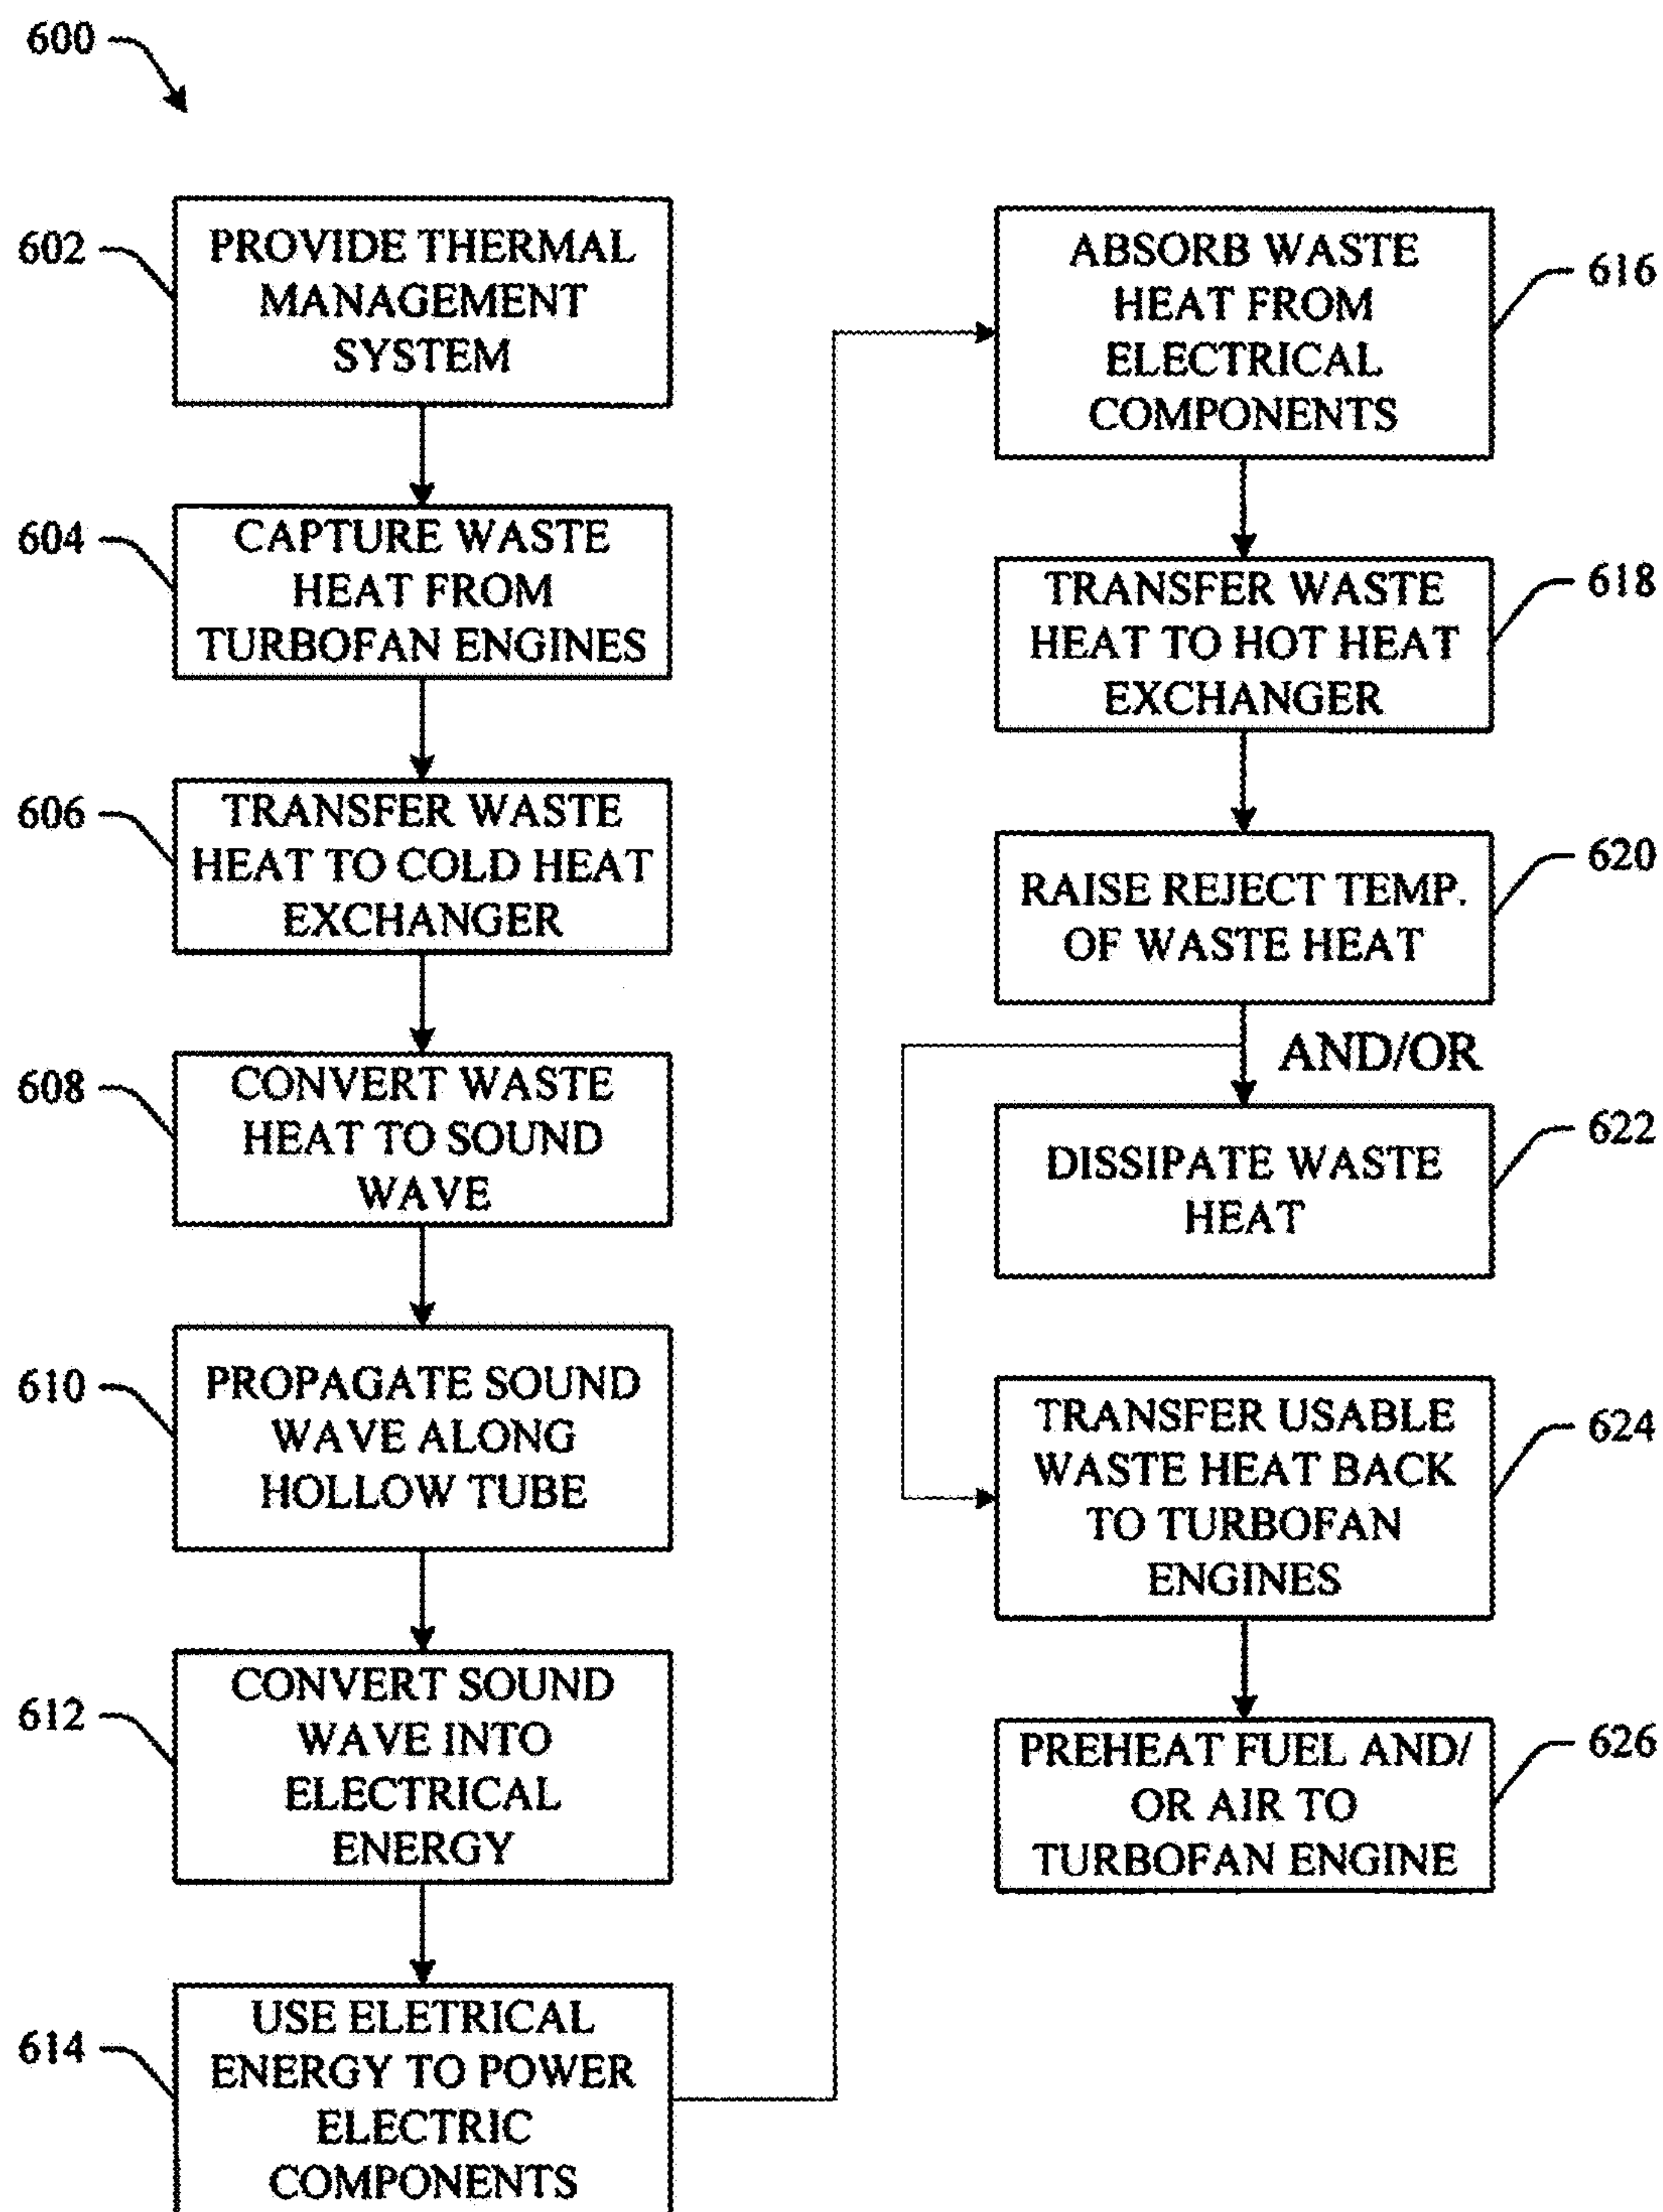 600
602
PROVIDE THERMAL
MANAGEMENT
SYSTEM
604
CAPTURE WASTE
HEAT FROM
TURBOFAN ENGINES
606
TRANSFER WASTE
HEAT TO COLD HEAT
EXCHANGER
608
CONVERT WASTE
HEAT TO SOUND
WAVE
610
PROPAGATE SOUND
WAVE ALONG
HOLLOW TUBE
612
CONVERT SOUND
WAVE INTO
ELECTRICAL
ENERGY
614
USE ELETRICAL
ENERGY TO POWER
ELECTRIC
COMPONENTS
ABSORB WASTE
HEAT FROM
ELECTRICAL
COMPONENTS
616
TRANSFER WASTE
HEAT TO HOT HEAT
EXCHANGER
618
RAISE REJECT TEMP.
OF WASTE HEAT
620
AND/OR
DISSIPATE WASTE
HEAT
622
TRANSFER USABLE
WASTE HEAT BACK
TO TURBOFAN
ENGINES
624
PREHEAT FUEL AND/
OR AIR TO
TURBOFAN ENGINE
626